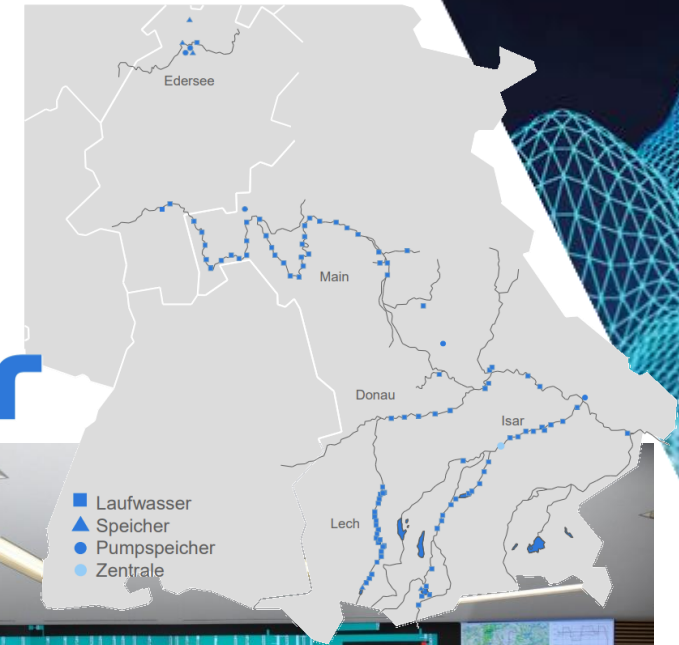 Edersee
Main
Donau
Isar
Lech
Laufwasser
Speicher
Pumpspeicher
Zentrale